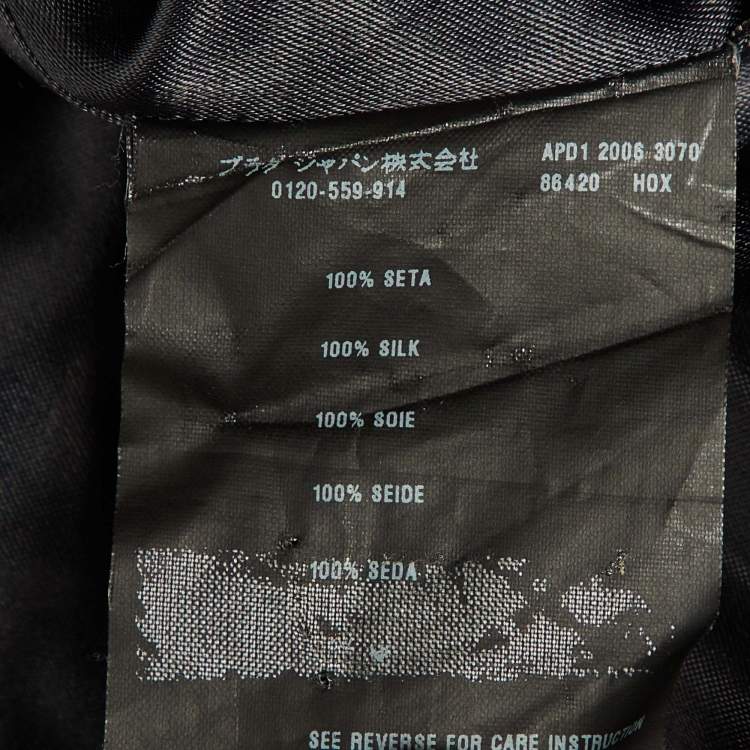 プラダ ジャパン株式会社 APD1 2006 3070
0120-559-914 86420 HOX
100% SETA
100% SILK
100% SOIE
100% SEIDE
100% SEDA
SEE REVERSE FOR CARE INSTRUCTION